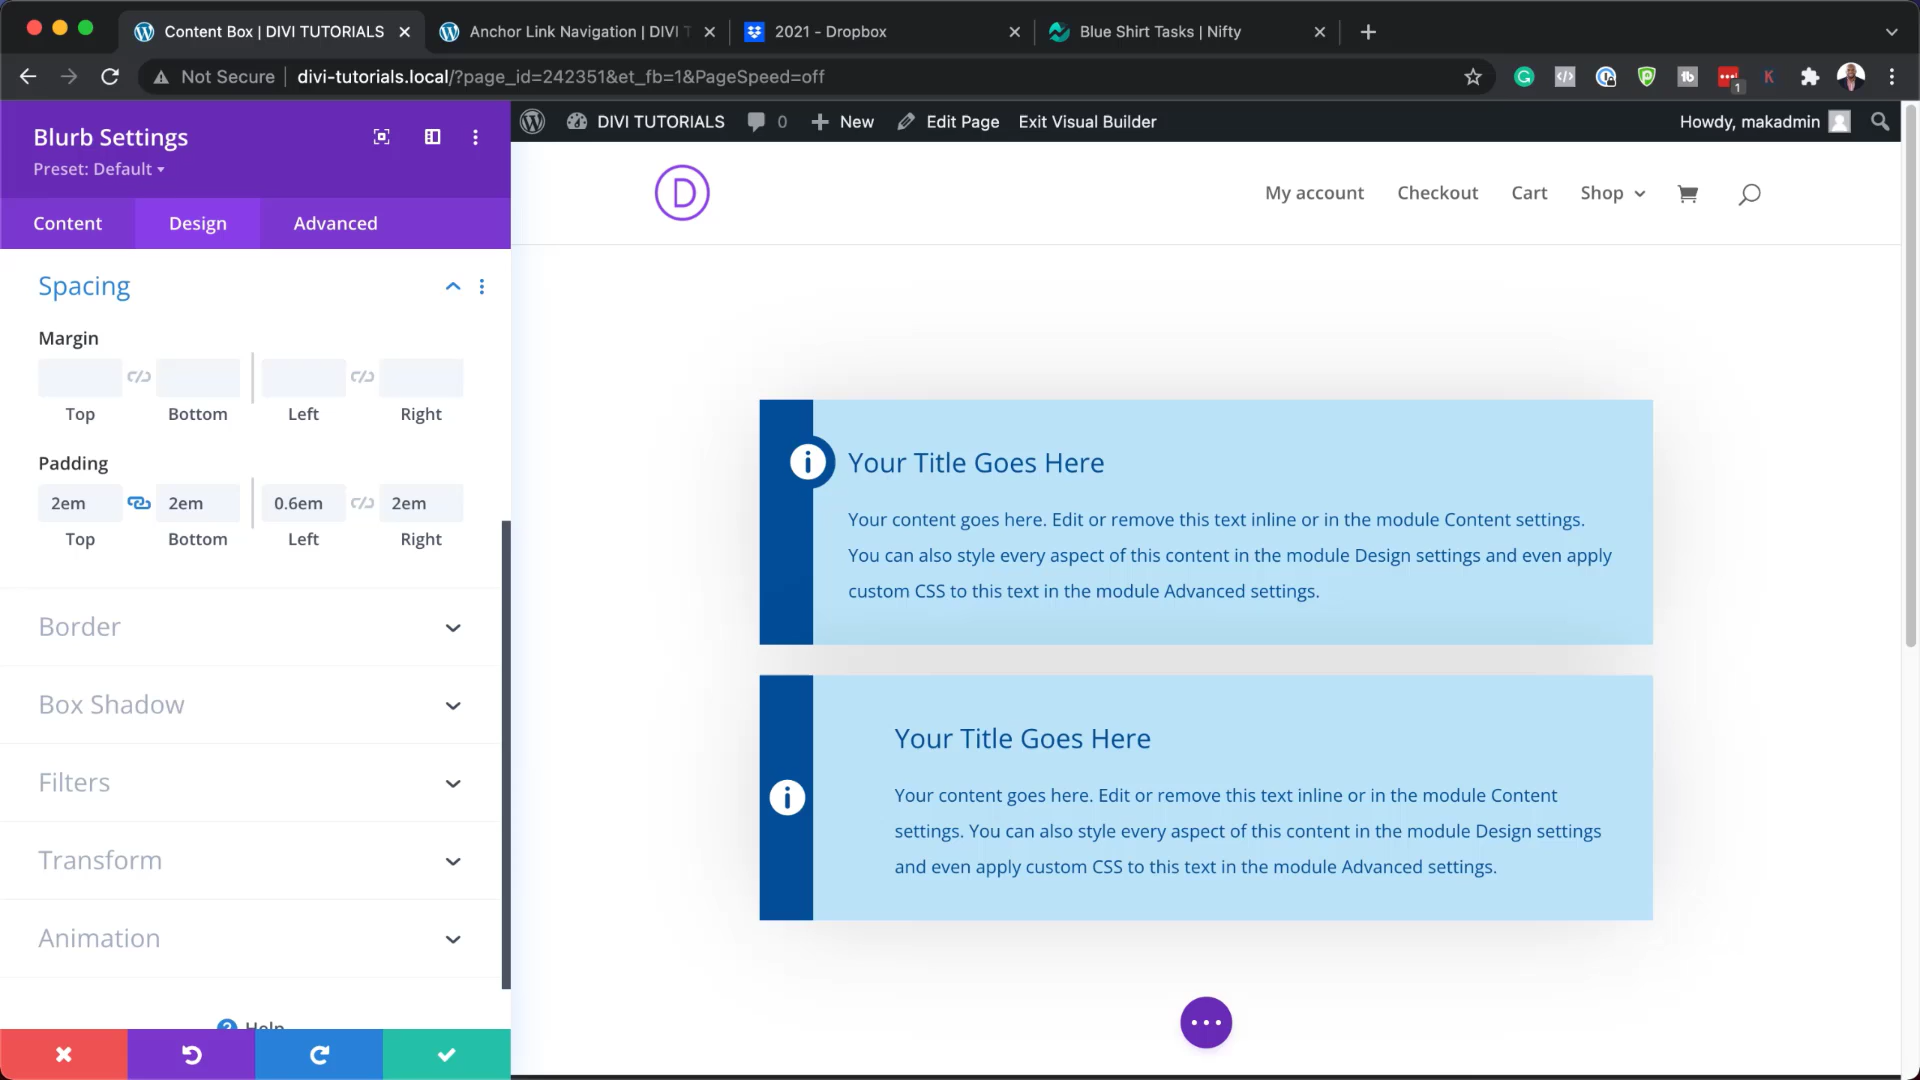 Content Box | DIVI TUTORIALS
Anchor Link Navigation | DIVI T
2021 - Dropbox
Blue Shirt Tasks | Nifty
Not Secure
divi-tutorials.local/?page_id=242351&et_fb=1&PageSpeed=off
1
Blurb Settings
Preset: Default
Content
Design
Advanced
DIVI TUTORIALS
0
New
Edit Page
Exit Visual Builder
Howdy, makadmin
D
My account
Checkout
Cart
Shop
Spacing
Margin
Top
Bottom
Left
Right
Padding
2em
2em
0.6em
2em
Top
Bottom
Left
Right
Border
Box Shadow
Filters
Transform
Animation
Help
Your Title Goes Here
Your content goes here. Edit or remove this text inline or in the module Content settings.
You can also style every aspect of this content in the module Design settings and even apply
custom CSS to this text in the module Advanced settings.
Your Title Goes Here
Your content goes here. Edit or remove this text inline or in the module Content
settings. You can also style every aspect of this content in the module Design settings
and even apply custom CSS to this text in the module Advanced settings.